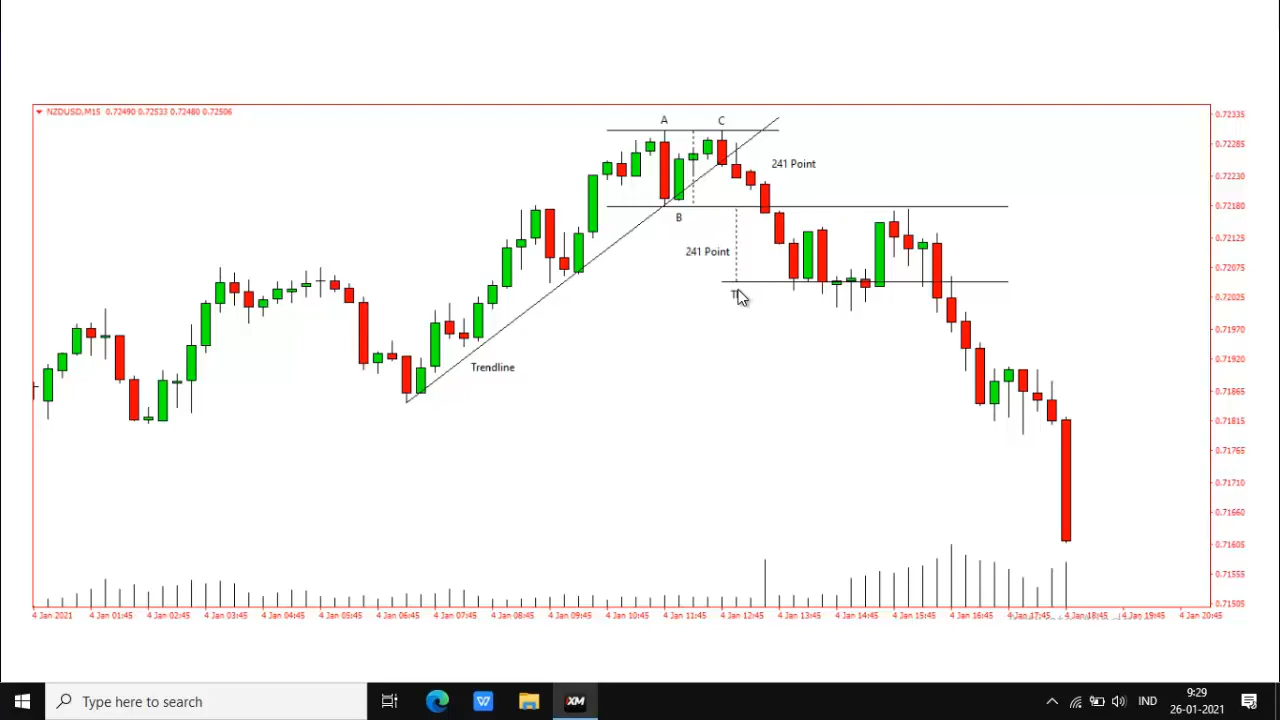 NZDUSD,M15 0.72490 0.72533 0.72480 0.72506
A
C
241 Point
B
241 Point
Trendline
0.72335
0.72285
0.72230
0.72180
0.72125
0.72075
0.72025
0.71970
0.71920
0.71865
0.71815
0.71765
0.71710
0.71660
0.71605
0.71555
0.71505
4 Jan 2021
4 Jan 01:45
4 Jan 02:45
4 Jan 03:45
4 Jan 04:45
4 Jan 05:45
4 Jan 06:45
4 Jan 07:45
4 Jan 08:45
4 Jan 09:45
4 Jan 10:45
4 Jan 11:45
4 Jan 12:45
4 Jan 13:45
4 Jan 14:45
4 Jan 15:45
4 Jan 16:45
4 Jan 17:45
4 Jan 18:45
4 Jan 19:45
4 Jan 20:45
Type here to search
W
XM
IND
9:29
26-01-2021